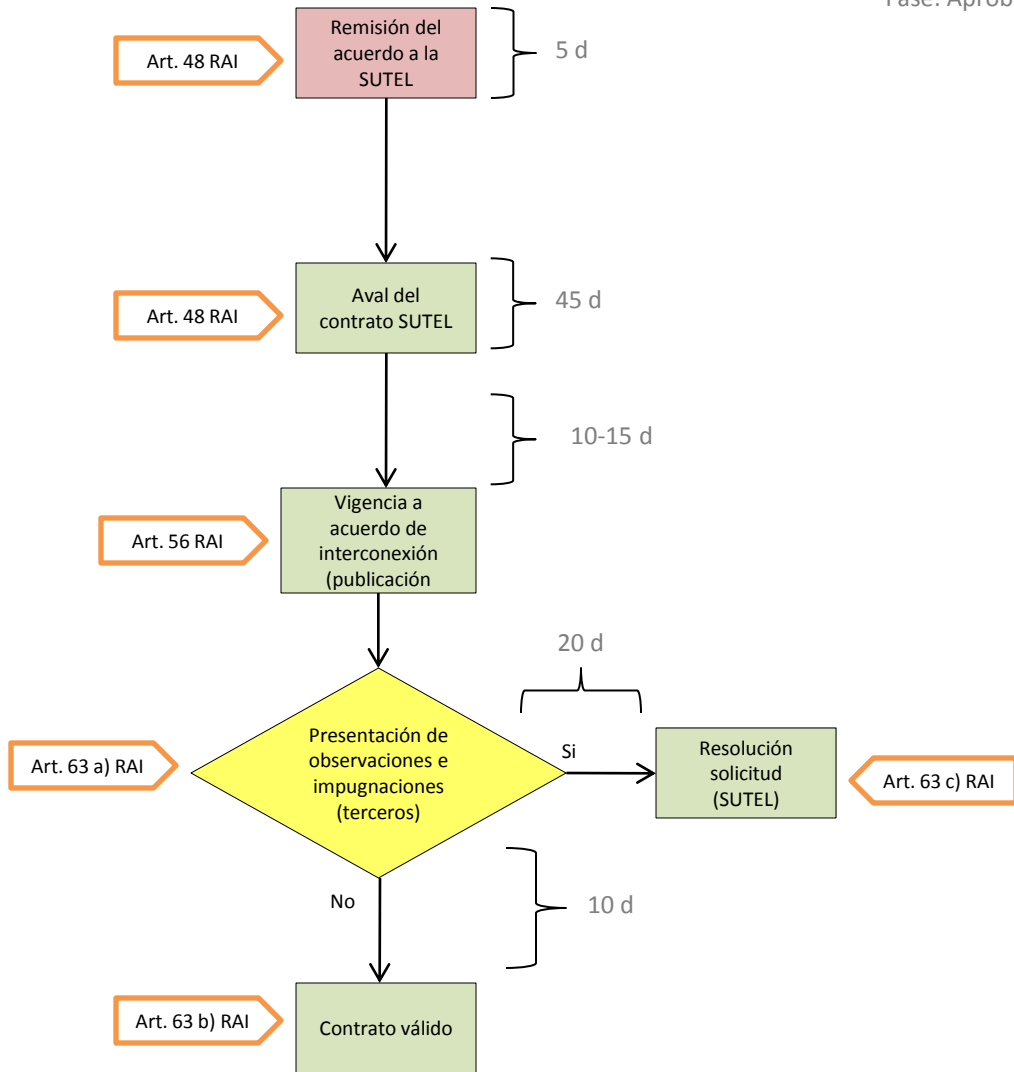 Fase: Aprob
Remisión del
acuerdo a la
SUTEL
5 d
Art. 48 RAI
Aval del
contrato SUTEL
45 d
Art. 48 RAI
10-15 d
Vigencia a
acuerdo de
interconexión
(publicación
Art. 56 RAI
20 d
Presentación de
observaciones e
impugnaciones
(terceros)
Si
Resolución
solicitud
(SUTEL)
Art. 63 a) RAI
Art. 63 c) RAI
No
10 d
Art. 63 b) RAI
Contrato válido